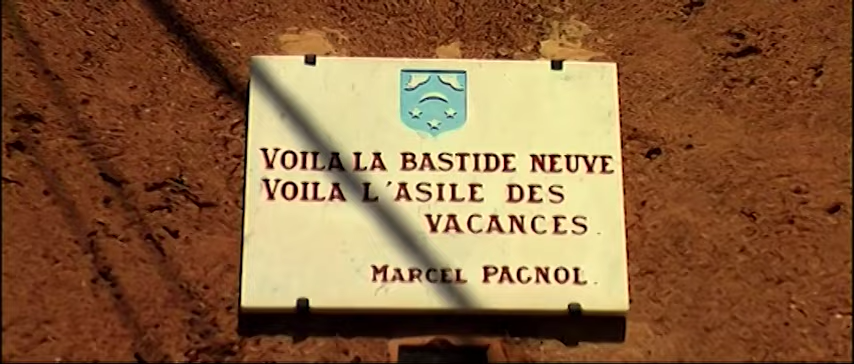 VOILA LA BASTIDE NEUVE
VOILA L'ASILE DES
VACANCES.
MARCEL PAGNOL.